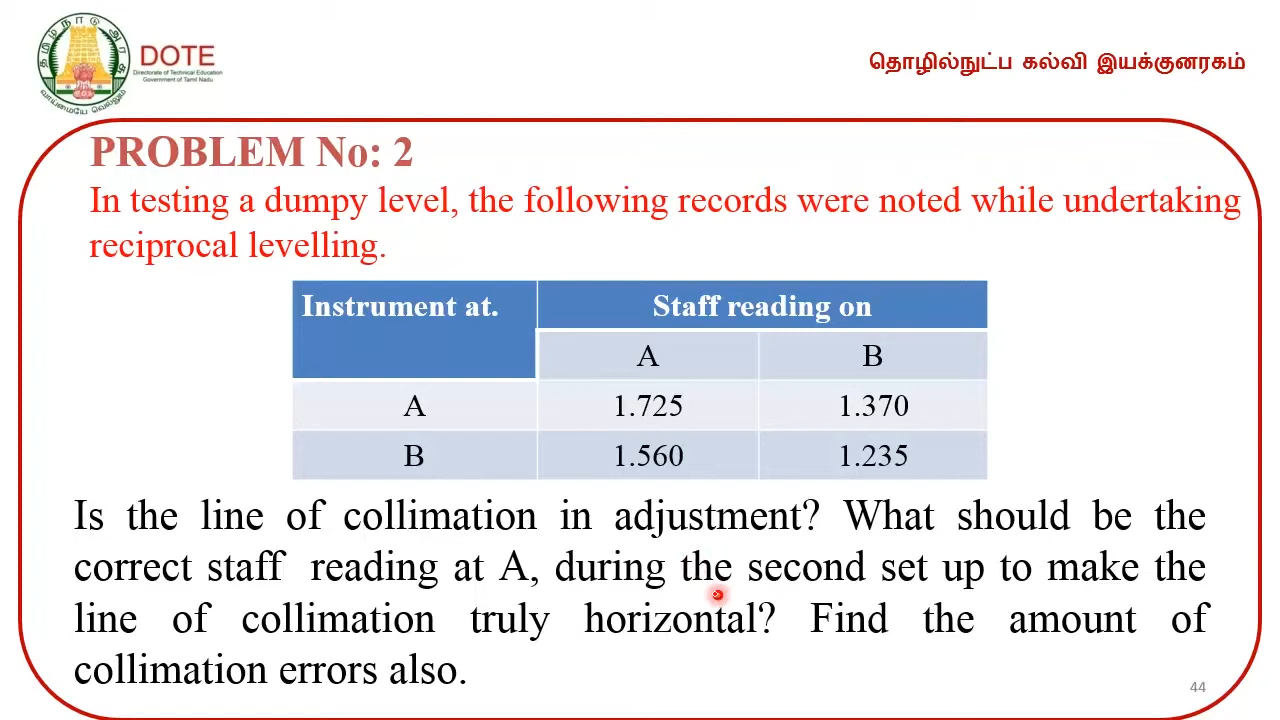 தமிழ்நாடு அரசு
வாய்மையே வெல்லும்
DOTE
Directorate of Technical Education
Government of Tamil Nadu
தொழில்நுட்ப கல்வி இயக்குனரகம்
PROBLEM No: 2
In testing a dumpy level, the following records were noted while undertaking
reciprocal levelling.
Instrument at. Staff reading on
A B
A 1.725 1.370
B 1.560 1.235
Is the line of collimation in adjustment? What should be the
correct staff reading at A, during the second set up to make the
line of collimation truly horizontal? Find the amount of
collimation errors also.
44